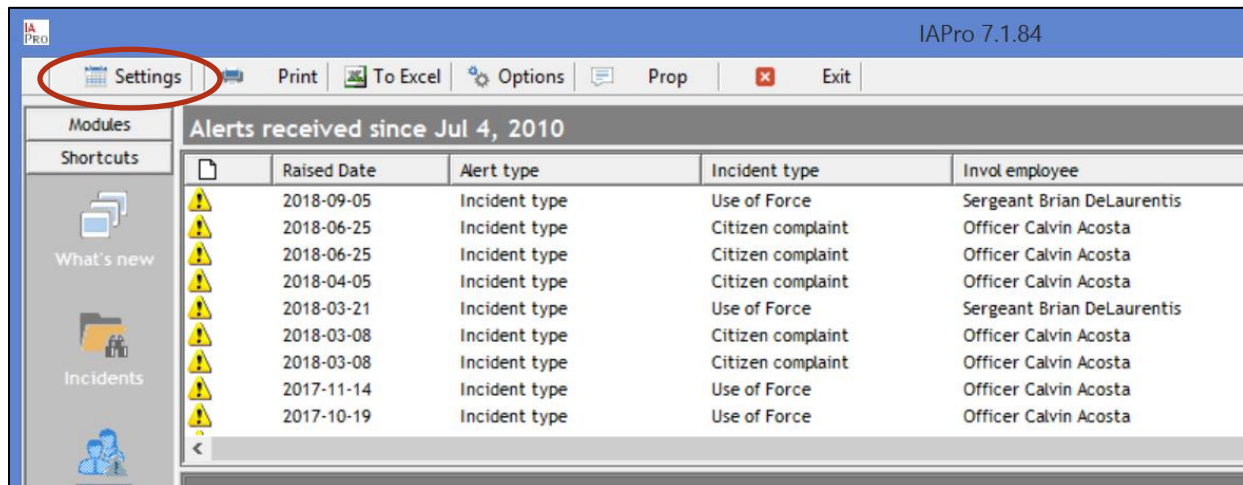 IA
PRO
IAPro 7.1.84
Settings Print To Excel Options Prop Exit
Modules
Shortcuts
Alerts received since Jul 4, 2010
Raised Date Alert type Incident type Invol employee
2018-09-05 Incident type Use of Force Sergeant Brian DeLaurentis
2018-06-25 Incident type Citizen complaint Officer Calvin Acosta
2018-06-25 Incident type Citizen complaint Officer Calvin Acosta
2018-04-05 Incident type Citizen complaint Officer Calvin Acosta
2018-03-21 Incident type Use of Force Sergeant Brian DeLaurentis
2018-03-08 Incident type Citizen complaint Officer Calvin Acosta
2018-03-08 Incident type Citizen complaint Officer Calvin Acosta
2017-11-14 Incident type Use of Force Officer Calvin Acosta
2017-10-19 Incident type Use of Force Officer Calvin Acosta
What's new
Incidents